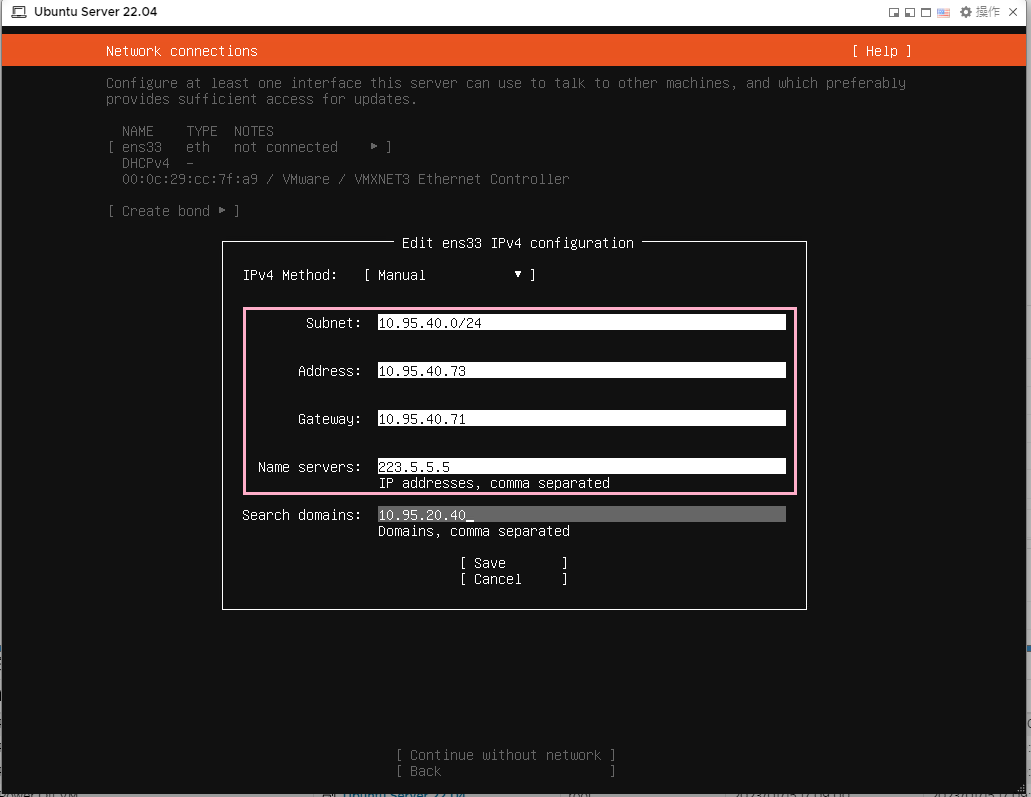 Ubuntu Server 22.04 操作
Network connections [ Help ]
Configure at least one interface this server can use to talk to other machines, and which preferably
provides sufficient access for updates.
NAME TYPE NOTES
[ ens33 eth not connected ▸ ]
DHCPv4 –
00:0c:29:cc:7f:a9 / VMware / VMXNET3 Ethernet Controller
[ Create bond ▸ ]
Edit ens33 IPv4 configuration
IPv4 Method: [ Manual ▾ ]
Subnet: 10.95.40.0/24
Address: 10.95.40.73
Gateway: 10.95.40.71
Name servers: 223.5.5.5
IP addresses, comma separated
Search domains: 10.95.20.40_
Domains, comma separated
[ Save ]
[ Cancel ]
[ Continue without network ]
[ Back ]